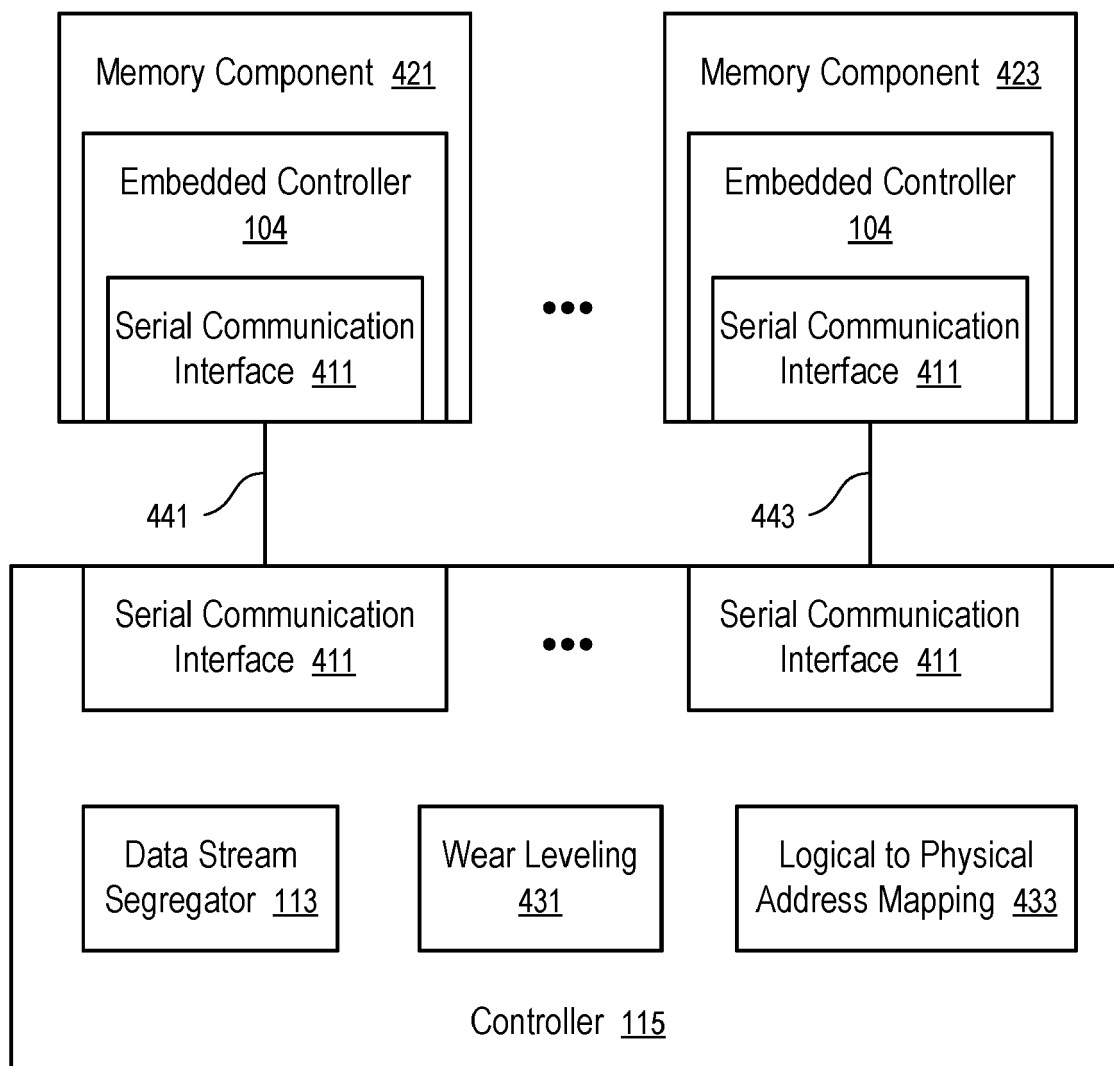 Memory Component 421
Embedded Controller
104
Serial Communication
Interface 411
Memory Component 423
Embedded Controller
104
Serial Communication
Interface 411
441
443
Serial Communication
Interface 411
Serial Communication
Interface 411
Data Stream
Segregator 113
Wear Leveling
431
Logical to Physical
Address Mapping 433
Controller 115